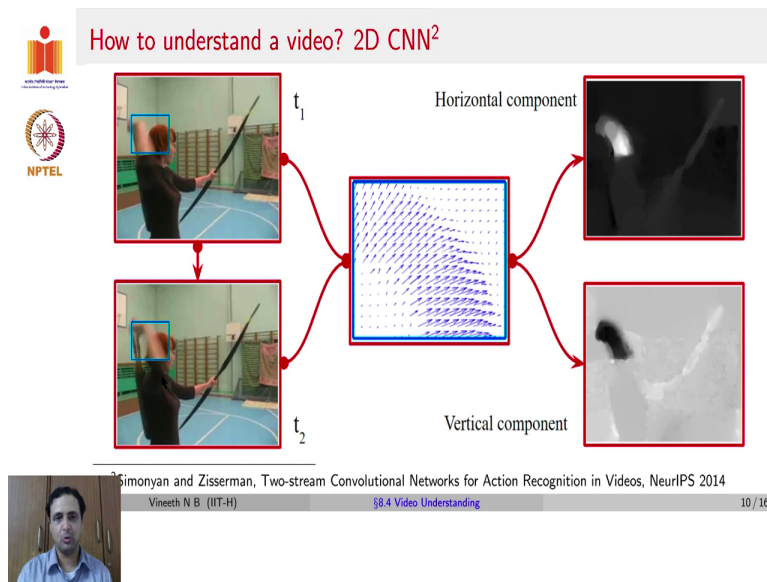 How to understand a video? 2D CNN²
t₁
Horizontal component
NPTEL
t₂
Vertical component
²Simonyan and Zisserman, Two-stream Convolutional Networks for Action Recognition in Videos, NeurIPS 2014
Vineeth N B (IIT-H) §8.4 Video Understanding 10 / 16